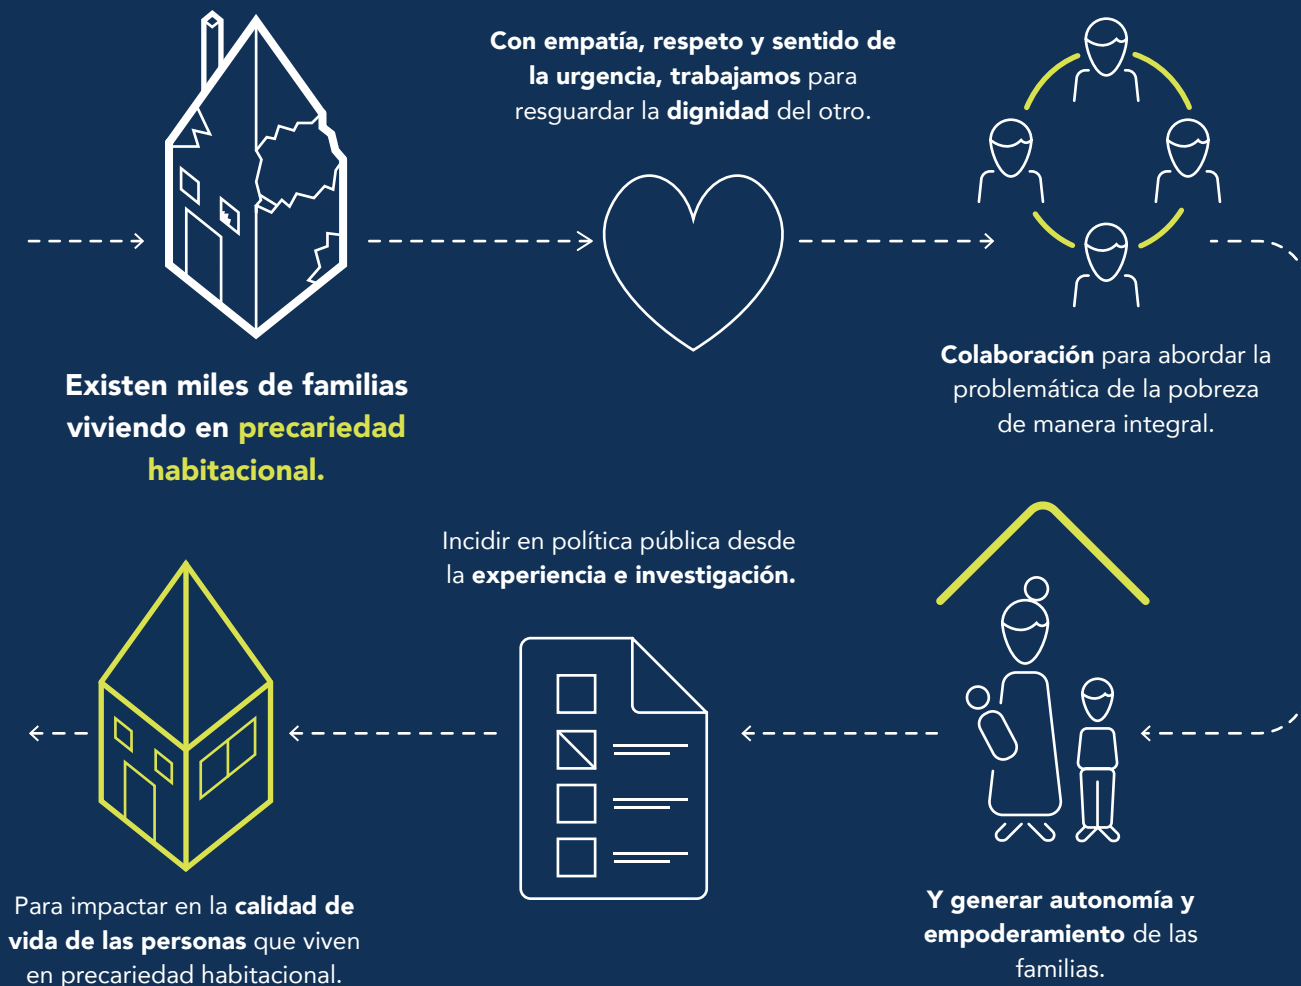 Existen miles de familias
viviendo en precariedad
habitacional.
Con empatía, respeto y sentido de
la urgencia, trabajamos para
resguardar la dignidad del otro.
Colaboración para abordar la
problemática de la pobreza
de manera integral.
Y generar autonomía y
empoderamiento de las
familias.
Incidir en política pública desde
la experiencia e investigación.
Para impactar en la calidad de
vida de las personas que viven
en precariedad habitacional.